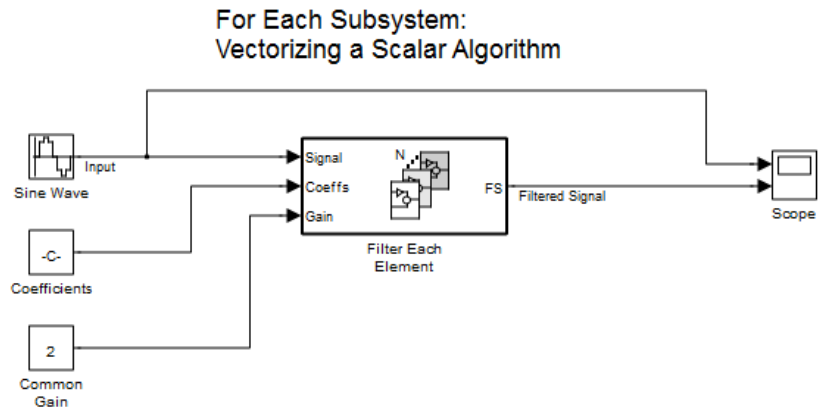 For Each Subsystem:
Vectorizing a Scalar Algorithm
Input
Sine Wave
Signal
Coeffs
Gain
N
FS
Filter Each
Element
Filtered Signal
Scope
-C-
Coefficients
2
Common
Gain